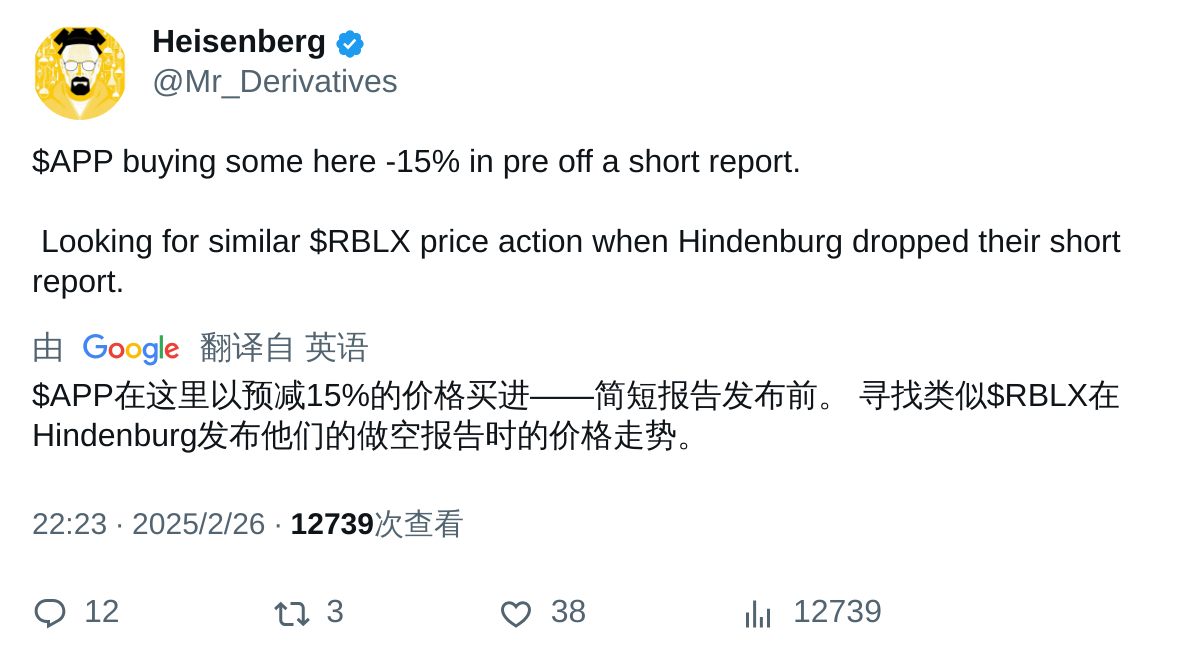 Heisenberg
@Mr_Derivatives
$APP buying some here -15% in pre off a short report.
Looking for similar $RBLX price action when Hindenburg dropped their short
report.
由 Google 翻译自 英语
$APP在这里以预减15%的价格买进——简短报告发布前。 寻找类似$RBLX在
Hindenburg发布他们的做空报告时的价格走势。
22:23 · 2025/2/26 · 12739次查看
12 3 38 12739